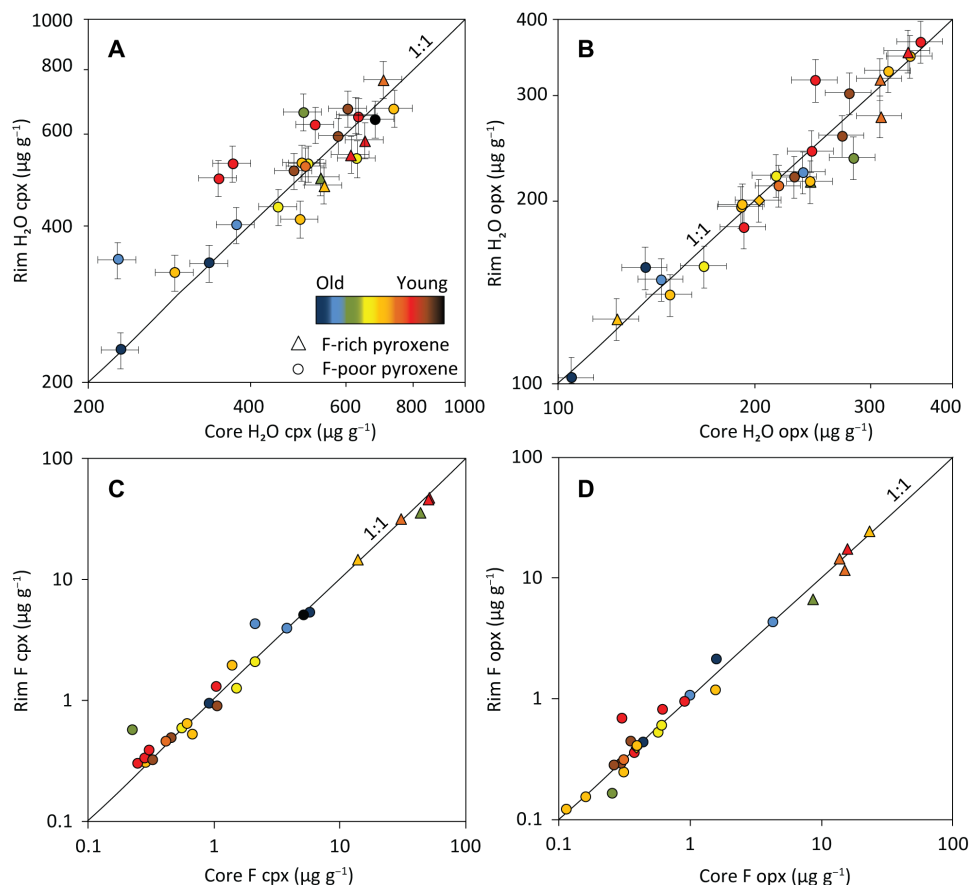 A
1000
800
600
400
200
Rim H₂O cpx (µg g⁻¹)
1:1
Old Young
F-rich pyroxene
F-poor pyroxene
200 400 600 800 1000
Core H₂O cpx (µg g⁻¹)
B
400
300
200
100
Rim H₂O opx (µg g⁻¹)
1:1
100 200 300 400
Core H₂O opx (µg g⁻¹)
C
100
10
1
0.1
Rim F cpx (µg g⁻¹)
1:1
0.1 1 10 100
Core F cpx (µg g⁻¹)
D
100
10
1
0.1
Rim F opx (µg g⁻¹)
1:1
0.1 1 10 100
Core F opx (µg g⁻¹)